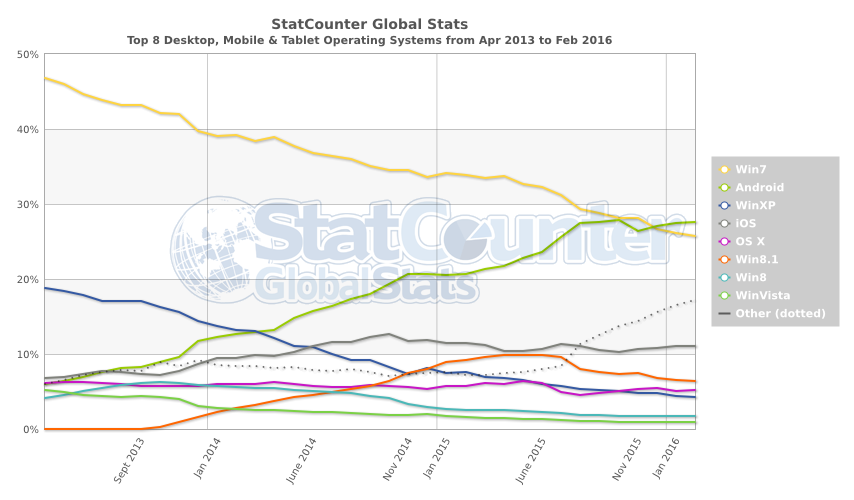 StatCounter Global Stats
Top 8 Desktop, Mobile & Tablet Operating Systems from Apr 2013 to Feb 2016
50%
40%
30%
20%
10%
0%
StatCounter
GlobalStats
Win7
Android
WinXP
iOS
OS X
Win8.1
Win8
WinVista
Other (dotted)
Sept 2013
Jan 2014
June 2014
Nov 2014
Jan 2015
June 2015
Nov 2015
Jan 2016